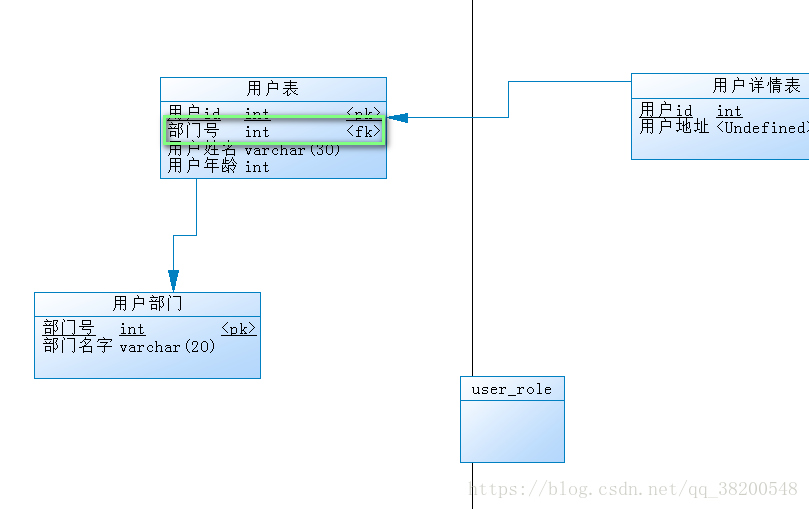 用户表
用户id int <pk>
部门号 int <fk>
用户姓名 varchar(30)
用户年龄 int
用户详情表
用户id int
用户地址 <Undefined>
用户部门
部门号 int <pk>
部门名字 varchar(20)
user_role
https://blog.csdn.net/qq_38200548